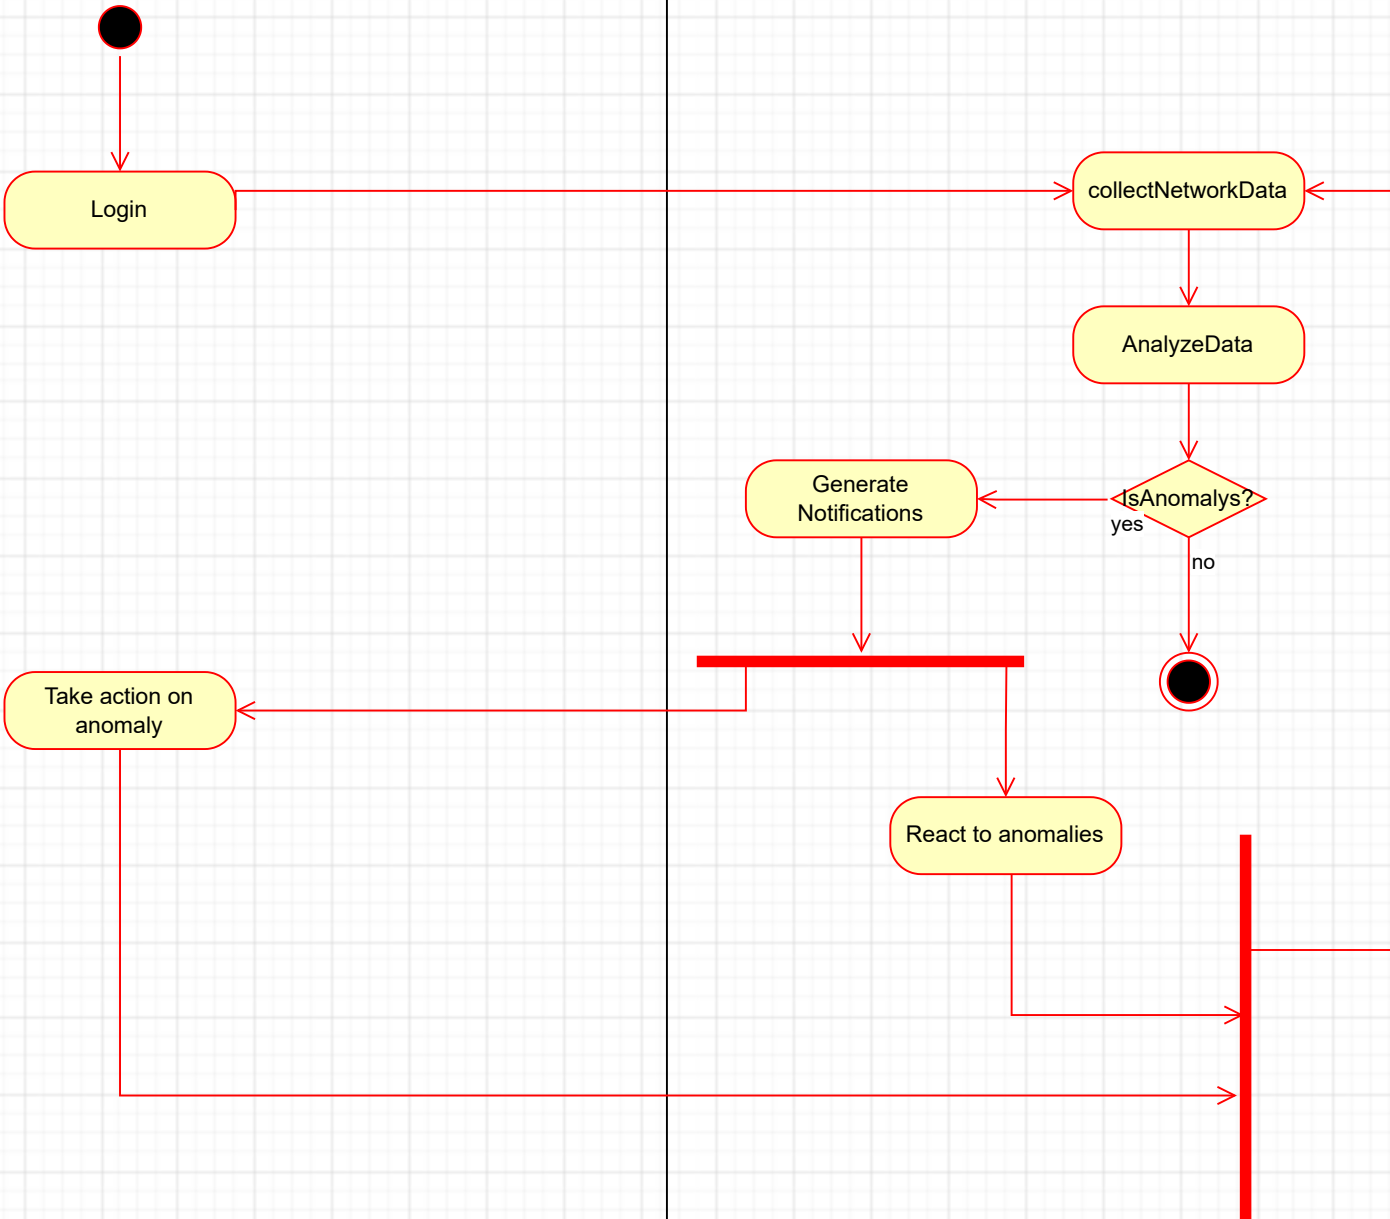 Login
collectNetworkData
AnalyzeData
IsAnomalys?
yes
no
Generate
Notifications
Take action on
anomaly
React to anomalies